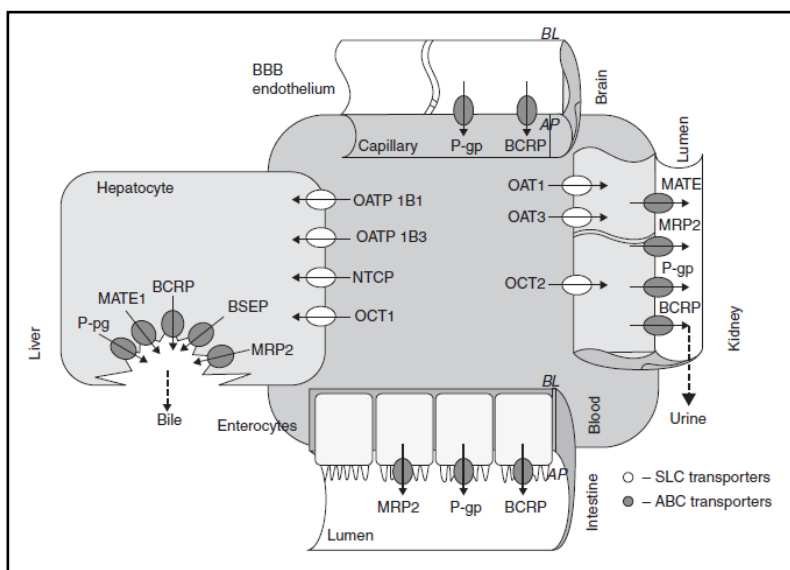 BL
BBB
endothelium
Brain
AP
Capillary
P-gp
BCRP
Lumen
Hepatocyte
OATP 1B1
OATP 1B3
NTCP
OCT1
OAT1
OAT3
OCT2
MATE
MRP2
P-gp
BCRP
Kidney
Urine
BCRP
MATE1
BSEP
P-pg
MRP2
Liver
Bile
Enterocytes
BL
Blood
AP
MRP2
P-gp
BCRP
Intestine
Lumen
– SLC transporters
– ABC transporters